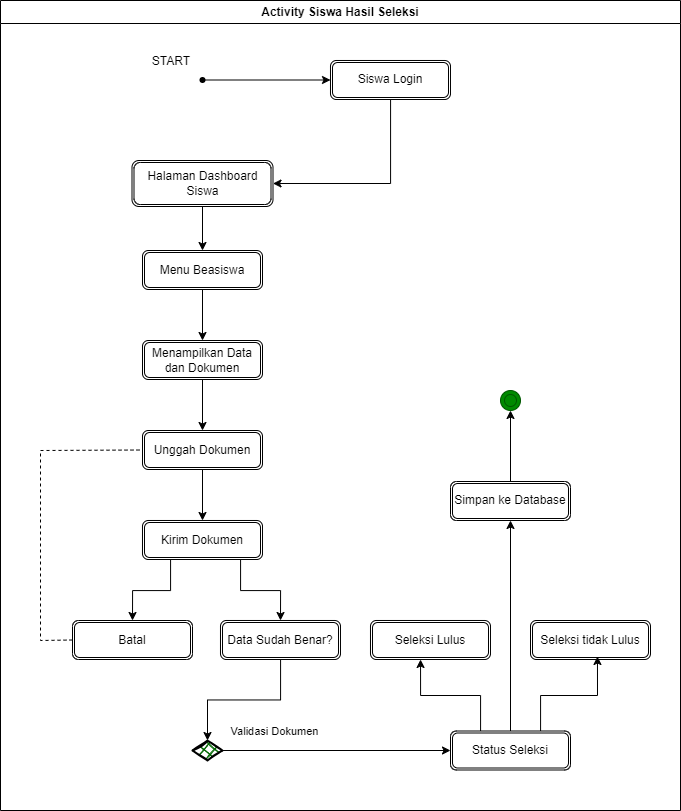 Activity Siswa Hasil Seleksi
START
Siswa Login
Halaman Dashboard
Siswa
Menu Beasiswa
Menampilkan Data
dan Dokumen
Unggah Dokumen
Simpan ke Database
Kirim Dokumen
Batal
Data Sudah Benar?
Seleksi Lulus
Seleksi tidak Lulus
Validasi Dokumen
Status Seleksi